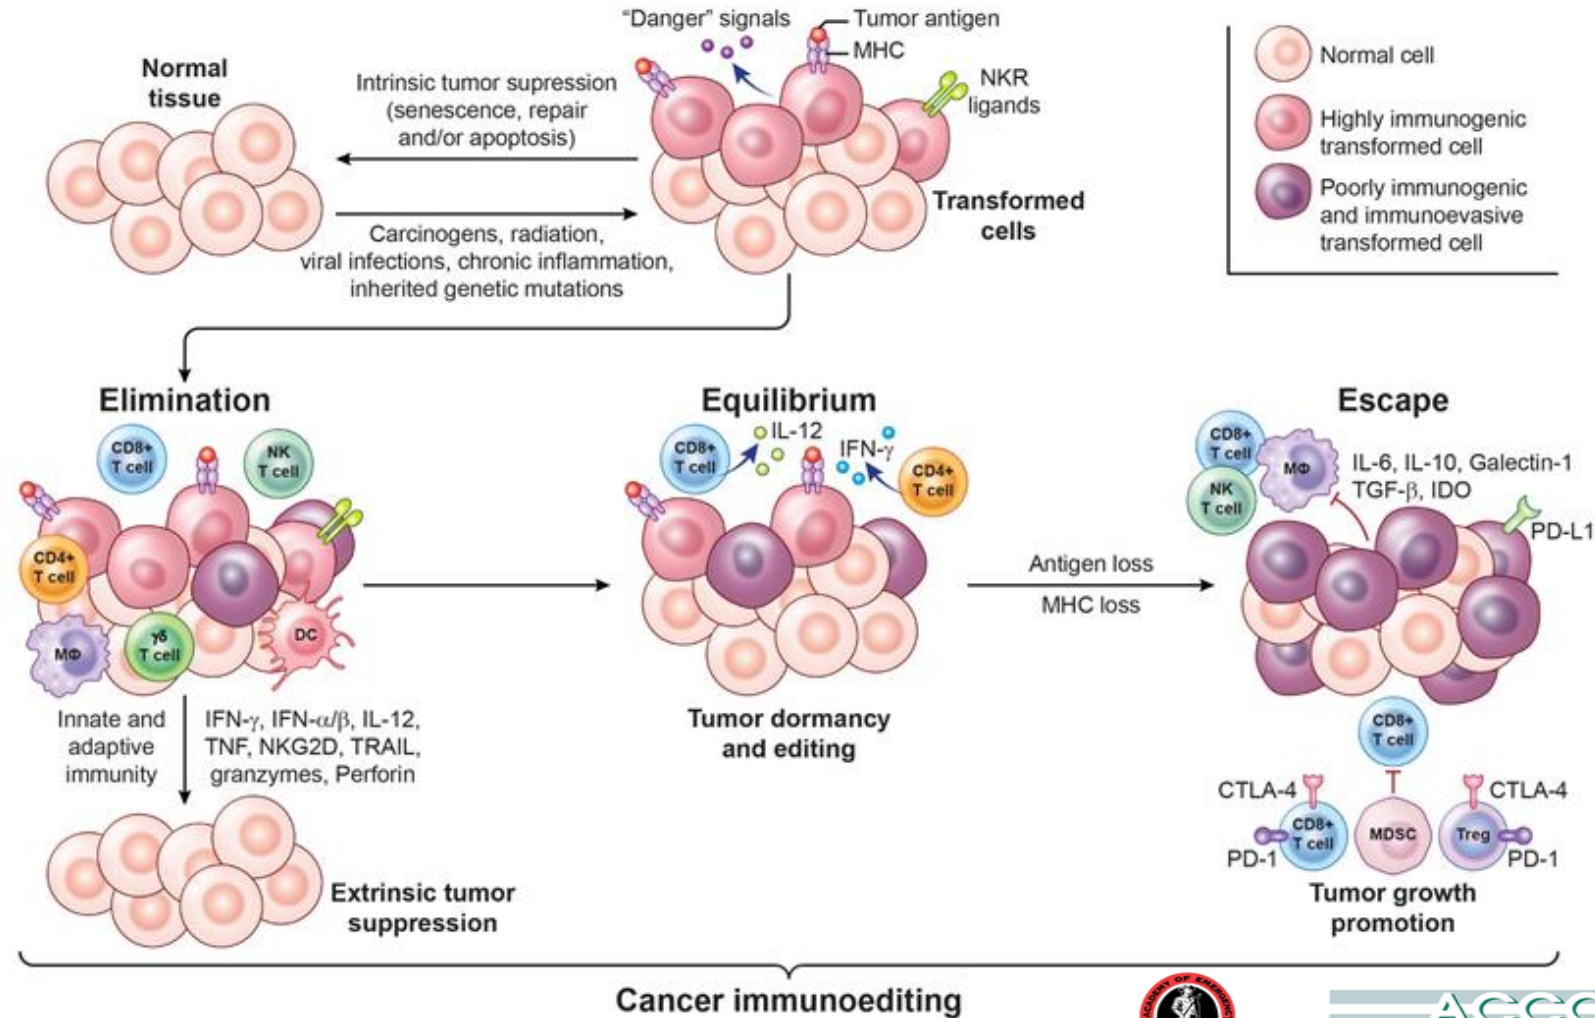 "Danger" signals
Tumor antigen
MHC
NKR
ligands
Normal
tissue
Intrinsic tumor supression
(senescence, repair
and/or apoptosis)
Carcinogens, radiation,
viral infections, chronic inflammation,
inherited genetic mutations
Transformed
cells
Normal cell
Highly immunogenic
transformed cell
Poorly immunogenic
and immunoevasive
transformed cell
Elimination
CD8+
T cell
NK
T cell
CD4+
T cell
MΦ
γδ
T cell
DC
Innate and
adaptive
immunity
IFN-γ, IFN-α/β, IL-12,
TNF, NKG2D, TRAIL,
granzymes, Perforin
Extrinsic tumor
suppression
Equilibrium
CD8+
T cell
IL-12
IFN-γ
CD4+
T cell
Tumor dormancy
and editing
Antigen loss
MHC loss
Escape
CD8+
T cell
NK
T cell
MΦ
IL-6, IL-10, Galectin-1
TGF-β, IDO
PD-L1
CD8+
T cell
CTLA-4
CD8+
T cell
PD-1
MDSC
CTLA-4
Treg
PD-1
Tumor growth
promotion
Cancer immunoediting
ACADEMY OF EMERGENCY